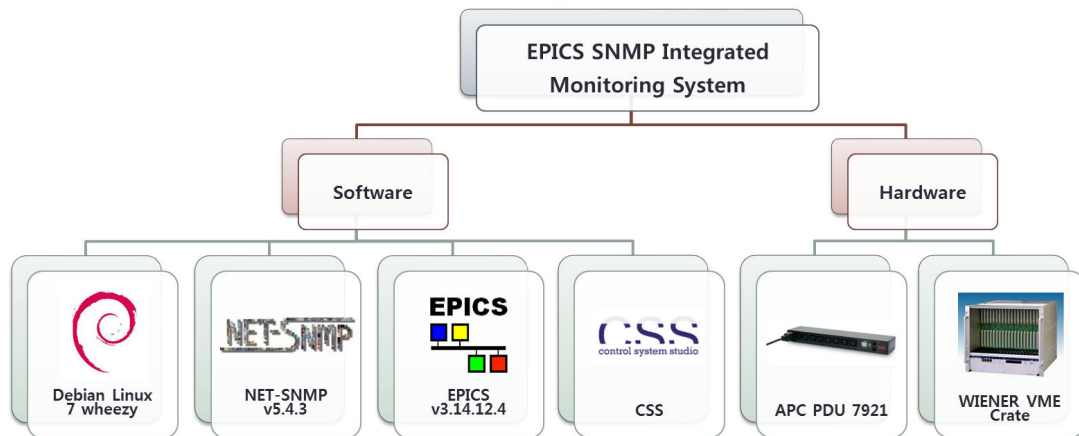 EPICS SNMP Integrated
Monitoring System
Software
Hardware
NET-SNMP
EPICS
CSS
control system studio
Debian Linux
7 wheezy
NET-SNMP
v5.4.3
EPICS
v3.14.12.4
CSS
APC PDU 7921
WIENER VME
Crate